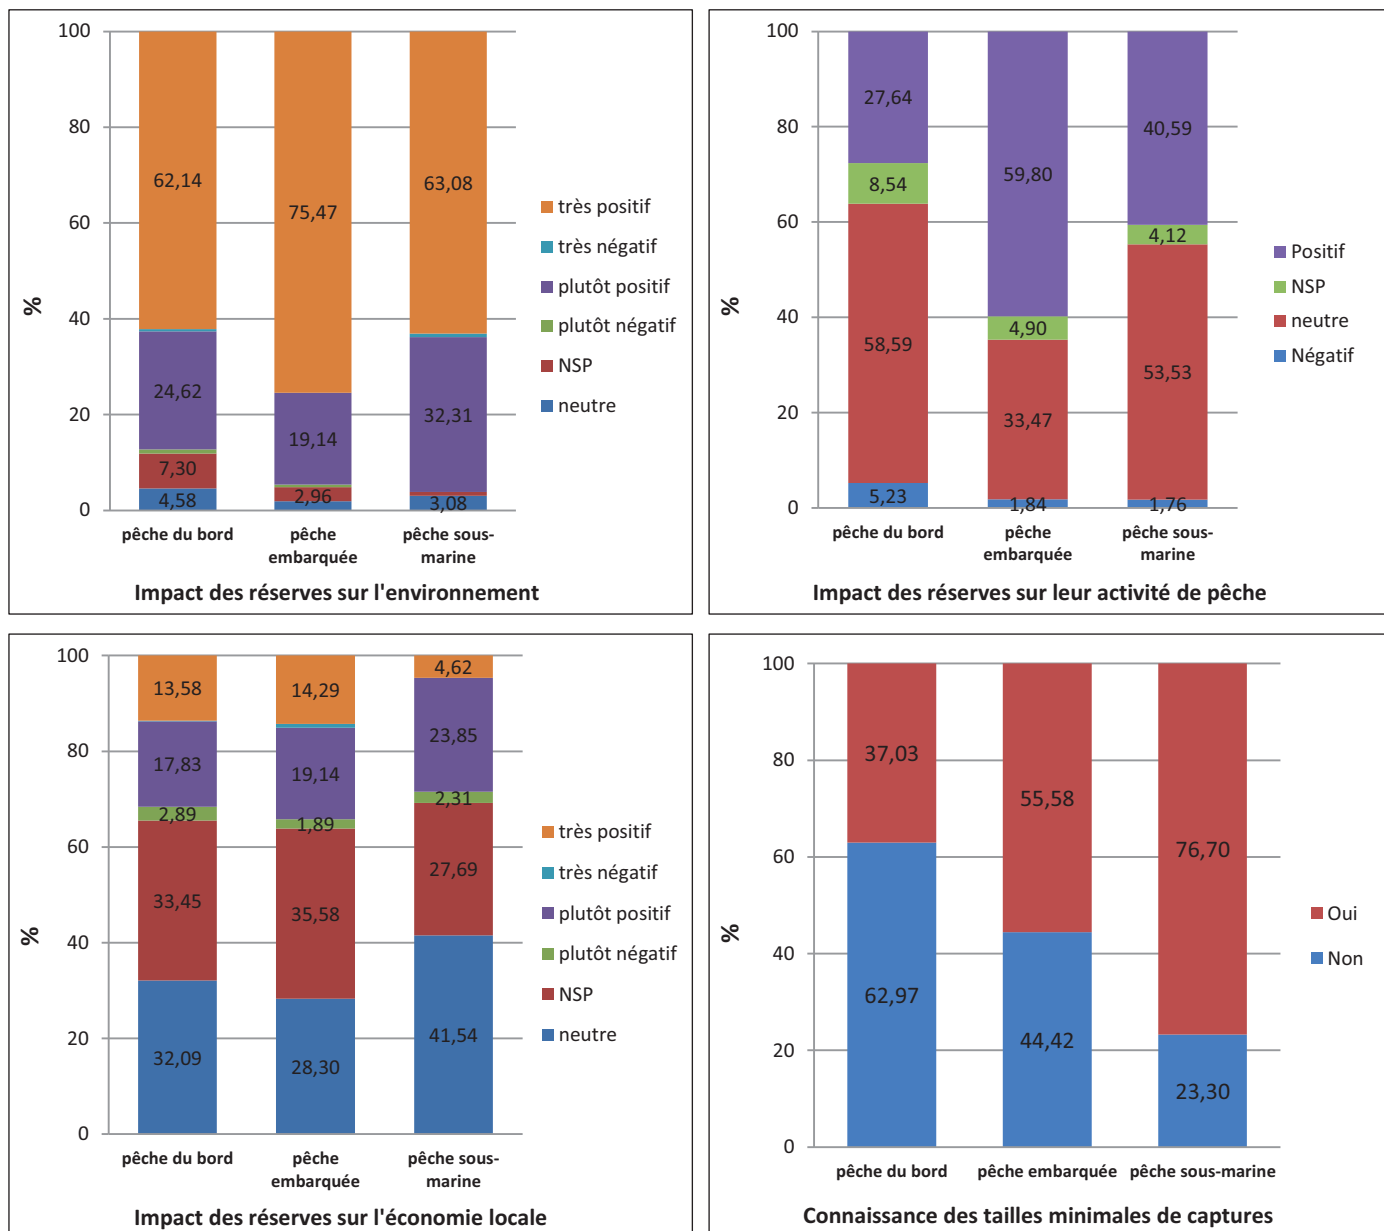 100
80
60
40
20
0
%
62,14
24,62
7,30
4,58
75,47
19,14
2,96
63,08
32,31
3,08
très positif
très négatif
plutôt positif
plutôt négatif
NSP
neutre
pêche du bord
pêche embarquée
pêche sous-marine
Impact des réserves sur l'environnement
100
80
60
40
20
0
%
27,64
8,54
58,59
5,23
59,80
4,90
33,47
1,84
40,59
4,12
53,53
1,76
Positif
NSP
neutre
Négatif
pêche du bord
pêche embarquée
pêche sous-marine
Impact des réserves sur leur activité de pêche
100
80
60
40
20
0
%
13,58
17,83
2,89
33,45
32,09
14,29
19,14
1,89
35,58
28,30
4,62
23,85
2,31
27,69
41,54
très positif
très négatif
plutôt positif
plutôt négatif
NSP
neutre
pêche du bord
pêche embarquée
pêche sous-marine
Impact des réserves sur l'économie locale
100
80
60
40
20
0
%
37,03
62,97
55,58
44,42
76,70
23,30
Oui
Non
pêche du bord
pêche embarquée
pêche sous-marine
Connaissance des tailles minimales de captures